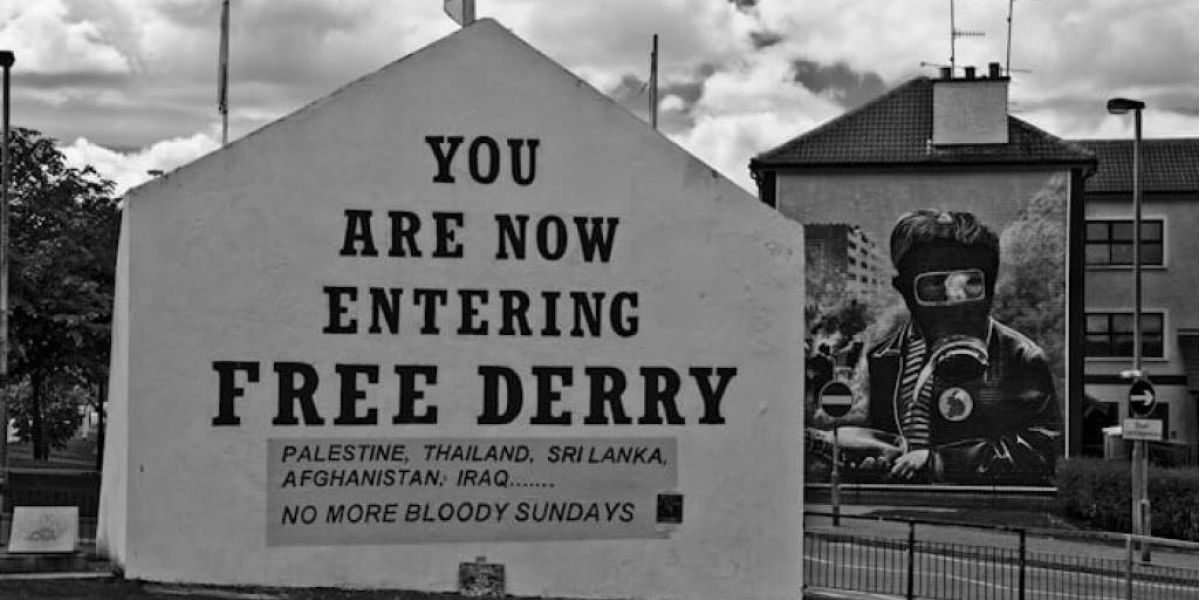 YOU
ARE NOW
ENTERING
FREE DERRY
PALESTINE, THAILAND, SRI LANKA,
AFGHANISTAN, IRAQ.......
NO MORE BLOODY SUNDAYS